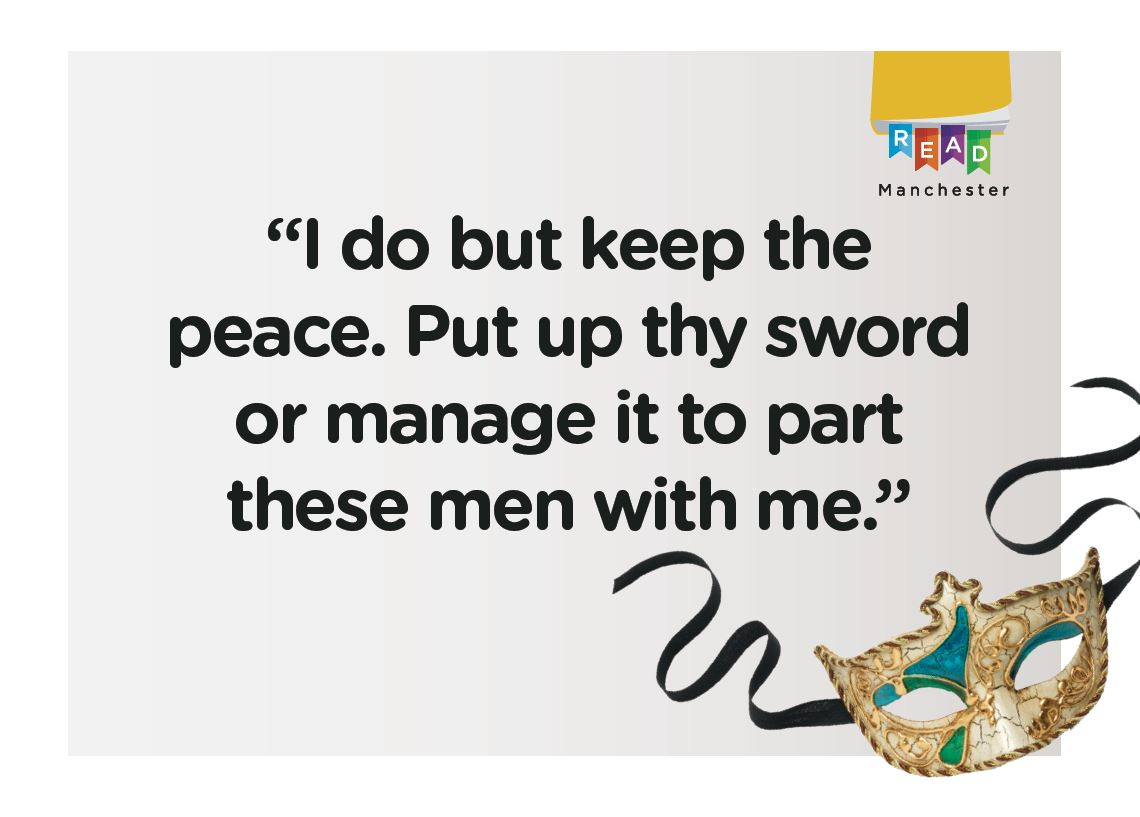 READ
Manchester
“I do but keep the
peace. Put up thy sword
or manage it to part
these men with me.”